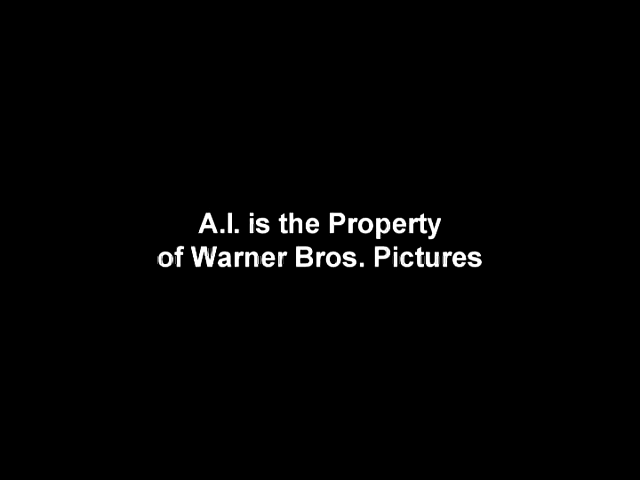 A.I. is the Property
of Warner Bros. Pictures